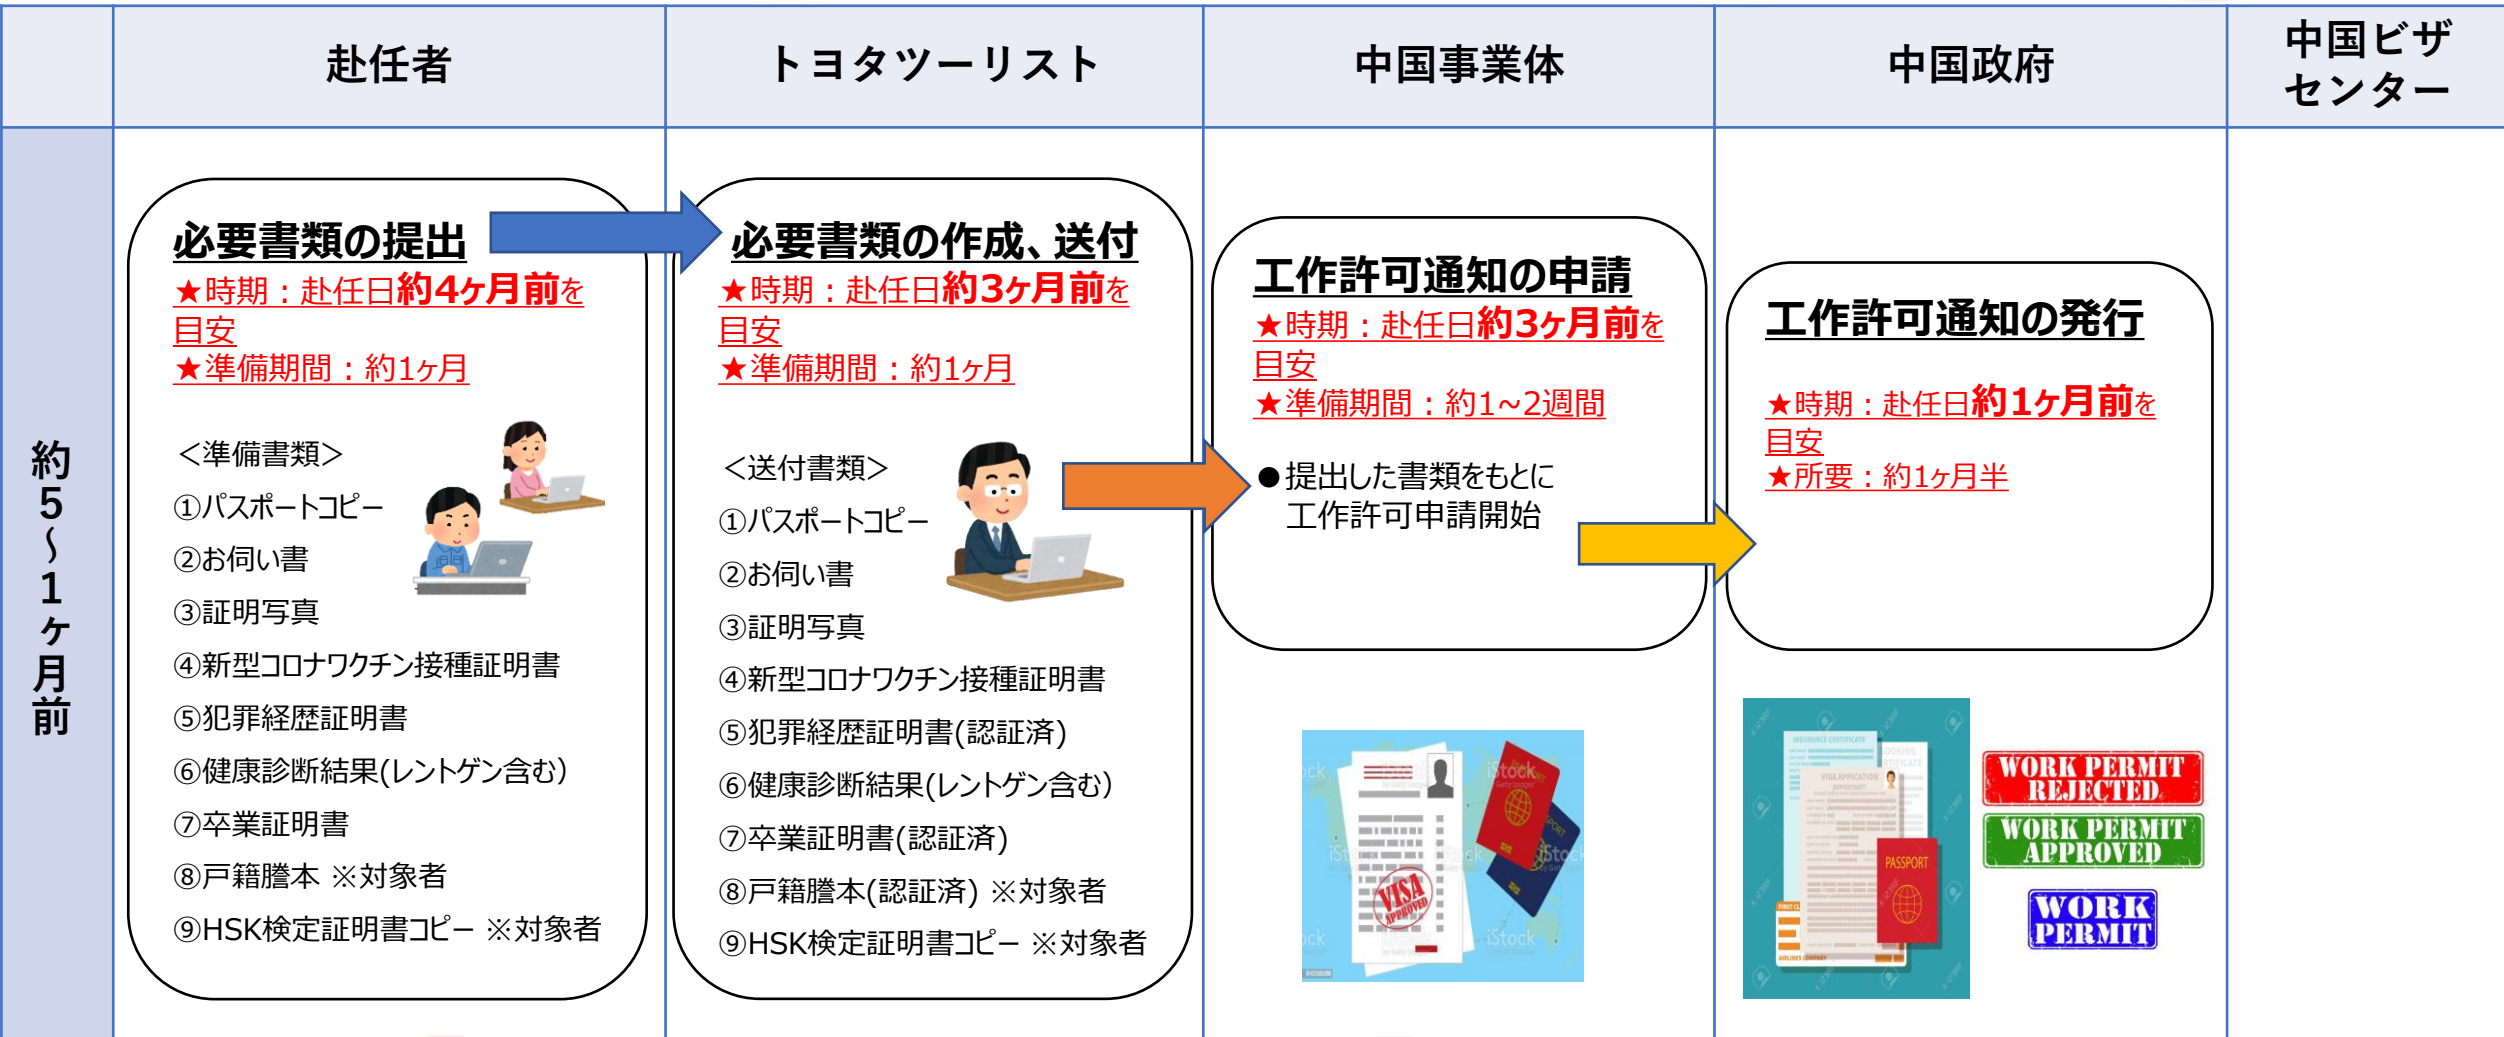 赴任者
トヨタツーリスト
中国事業体
中国政府
中国ビザ
センター
約5~1ヶ月前
必要書類の提出
★時期：赴任日約4ヶ月前を
目安
★準備期間：約1ヶ月
＜準備書類＞
①パスポートコピー
②お伺い書
③証明写真
④新型コロナワクチン接種証明書
⑤犯罪経歴証明書
⑥健康診断結果(レントゲン含む）
⑦卒業証明書
⑧戸籍謄本 ※対象者
⑨HSK検定証明書コピー ※対象者
必要書類の作成、送付
★時期：赴任日約3ヶ月前を
目安
★準備期間：約1ヶ月
＜送付書類＞
①パスポートコピー
②お伺い書
③証明写真
④新型コロナワクチン接種証明書
⑤犯罪経歴証明書(認証済)
⑥健康診断結果(レントゲン含む）
⑦卒業証明書(認証済)
⑧戸籍謄本(認証済) ※対象者
⑨HSK検定証明書コピー ※対象者
工作許可通知の申請
★時期：赴任日約3ヶ月前を
目安
★準備期間：約1~2週間
●提出した書類をもとに
工作許可申請開始
VISA
APPROVED
iStock
iStock
工作許可通知の発行
★時期：赴任日約1ヶ月前を
目安
★所要：約1ヶ月半
INSURANCE CERTIFICATE
VISA APPICATION
PASSPORT
AIRLINES COMPANY
WORK PERMIT
REJECTED
WORK PERMIT
APPROVED
WORK
PERMIT